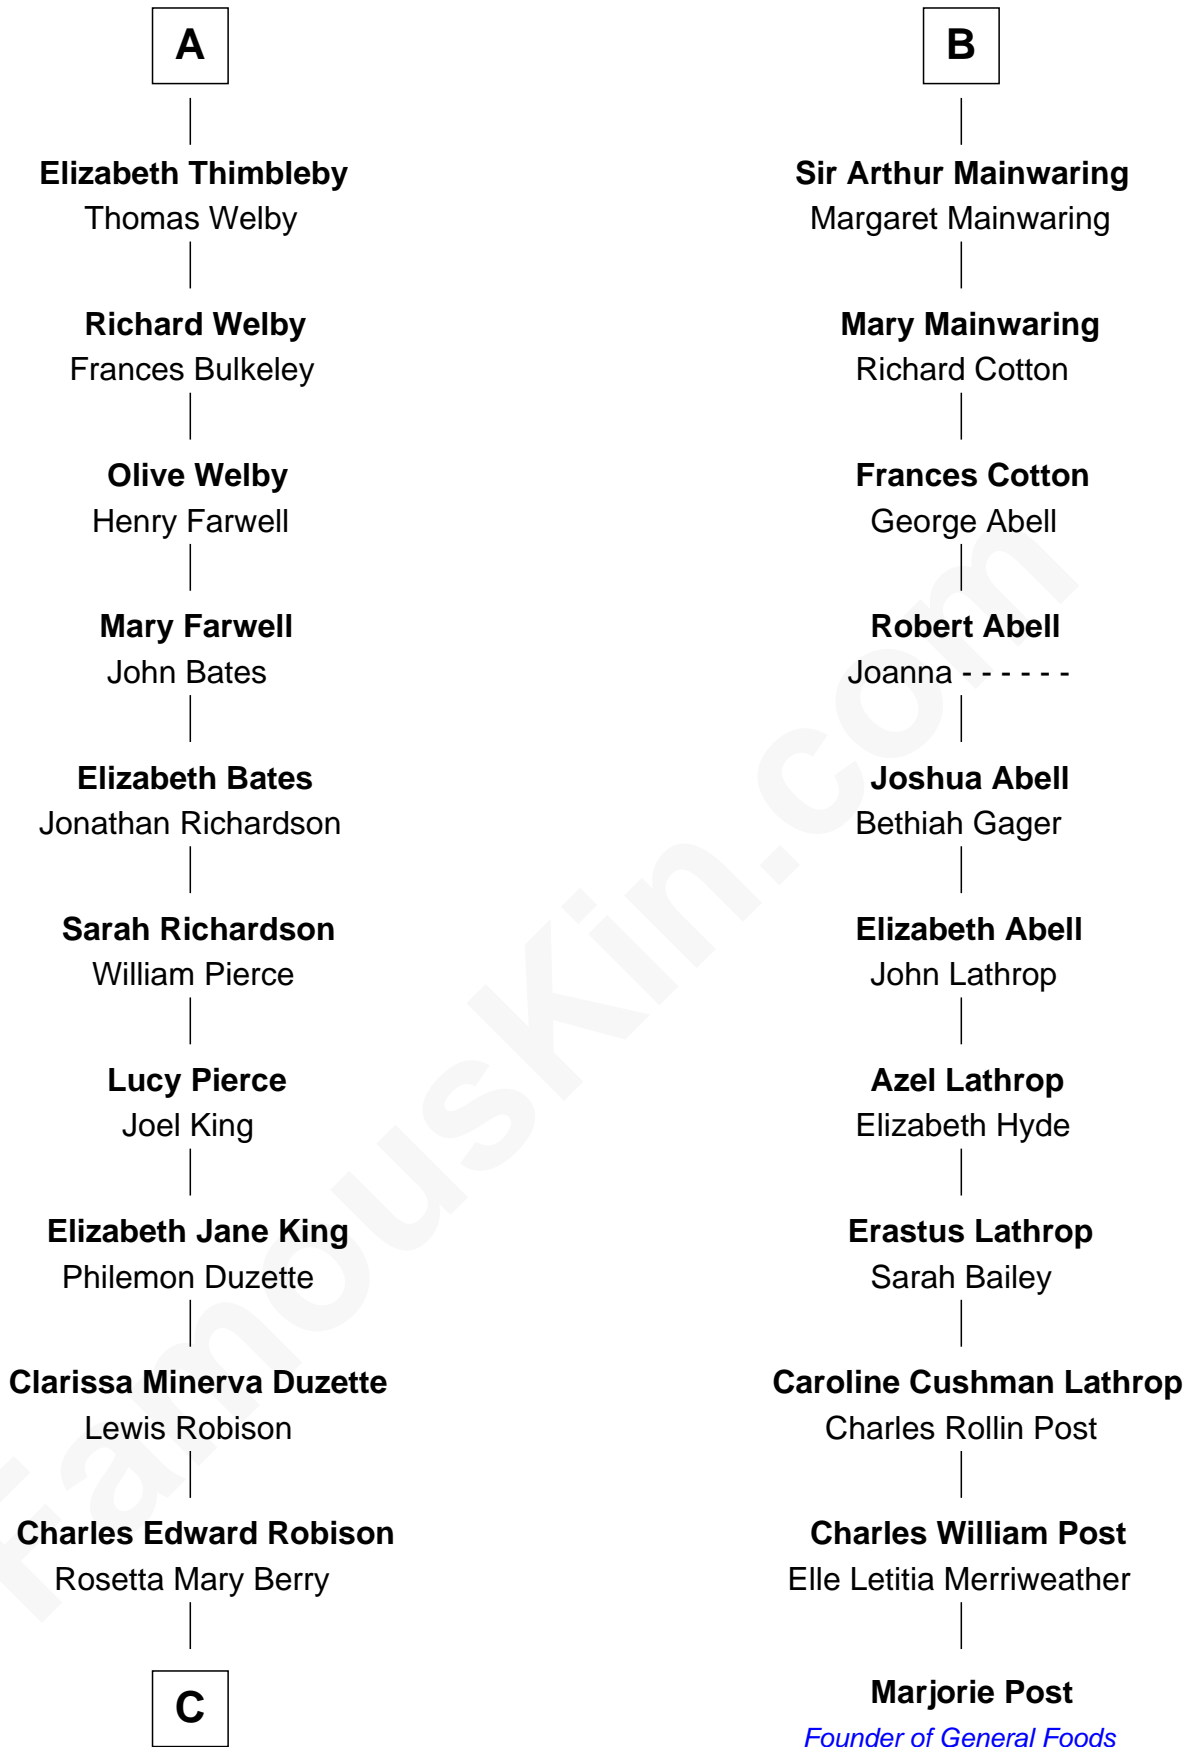 A
Elizabeth Thimbleby
Thomas Welby
Richard Welby
Frances Bulkeley
Olive Welby
Henry Farwell
Mary Farwell
John Bates
Elizabeth Bates
Jonathan Richardson
Sarah Richardson
William Pierce
Lucy Pierce
Joel King
Elizabeth Jane King
Philemon Duzette
Clarissa Minerva Duzette
Lewis Robison
Charles Edward Robison
Rosetta Mary Berry
C
B
Sir Arthur Mainwaring
Margaret Mainwaring
Mary Mainwaring
Richard Cotton
Frances Cotton
George Abell
Robert Abell
Joanna - - - - - -
Joshua Abell
Bethiah Gager
Elizabeth Abell
John Lathrop
Azel Lathrop
Elizabeth Hyde
Erastus Lathrop
Sarah Bailey
Caroline Cushman Lathrop
Charles Rollin Post
Charles William Post
Elle Letitia Merriweather
Marjorie Post
Founder of General Foods
FamousKin.com